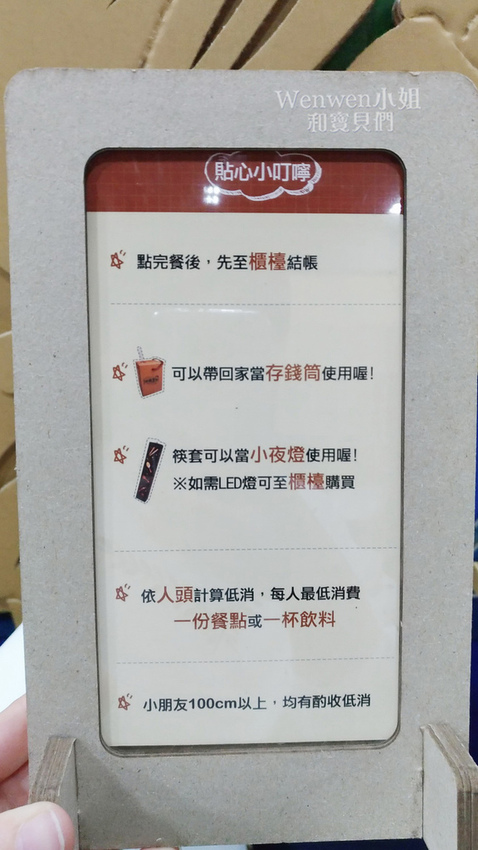 Wenwen小姐
和寶貝們
貼心小叮嚀
點完餐後，先至櫃檯結帳
可以帶回家當存錢筒使用喔！
筷套可以當小夜燈使用喔！
※如需LED燈可至櫃檯購買
依人頭計算低消，每人最低消費
一份餐點或一杯飲料
小朋友100cm以上，均有酌收低消